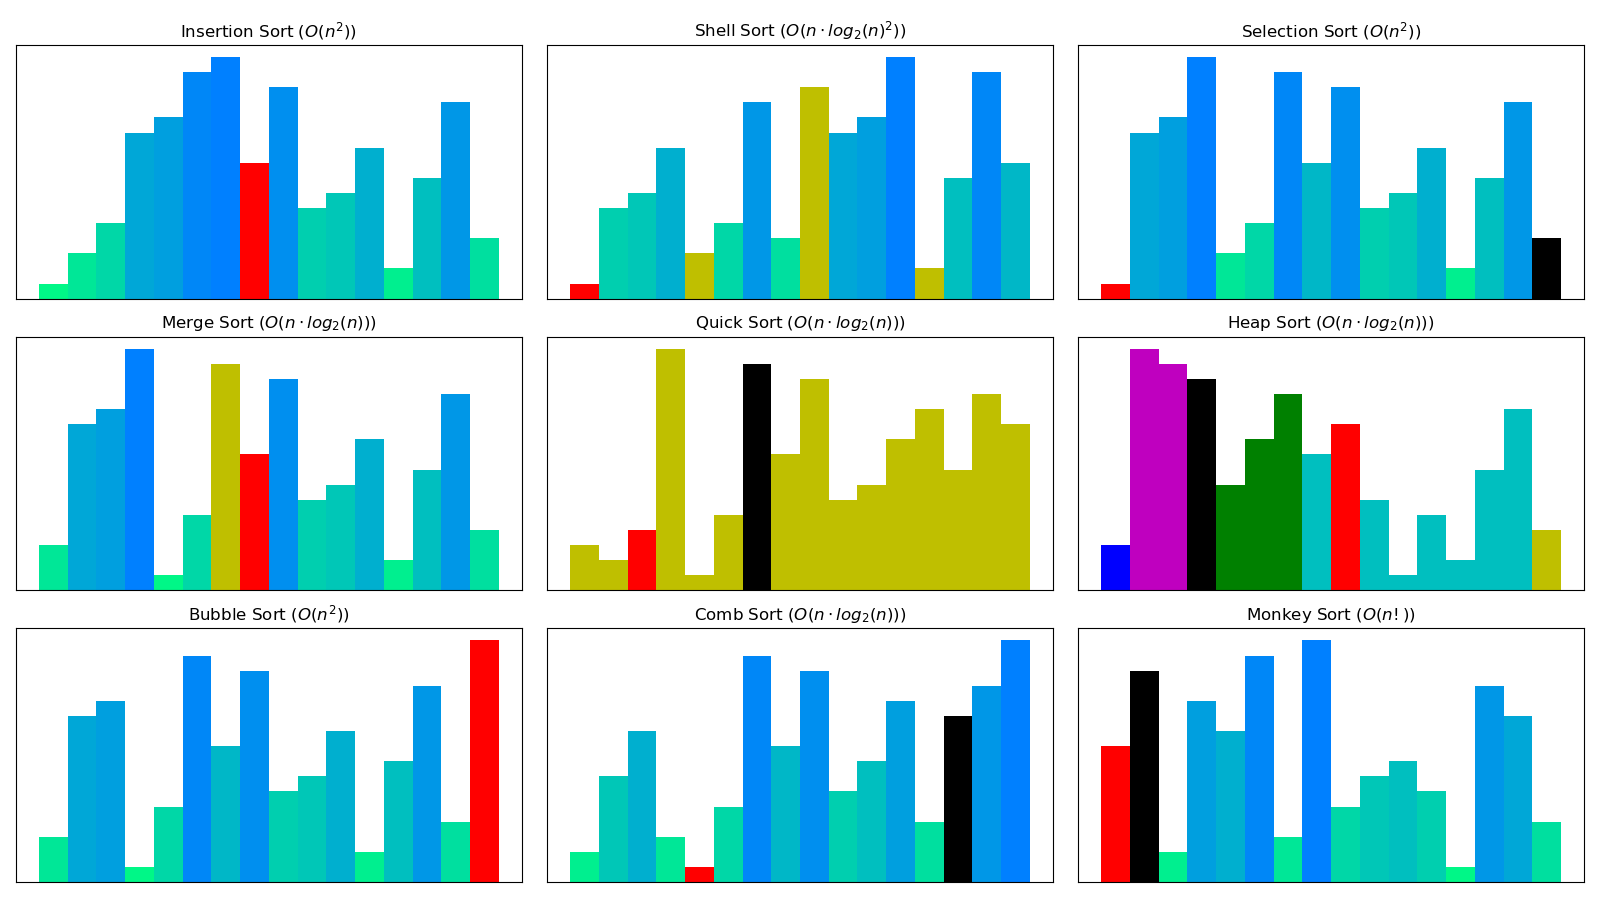 Insertion Sort (O(n²))
Shell Sort (O(n · log₂(n)²))
Selection Sort (O(n²))
Merge Sort (O(n · log₂(n)))
Quick Sort (O(n · log₂(n)))
Heap Sort (O(n · log₂(n)))
Bubble Sort (O(n²))
Comb Sort (O(n · log₂(n)))
Monkey Sort (O(n!))